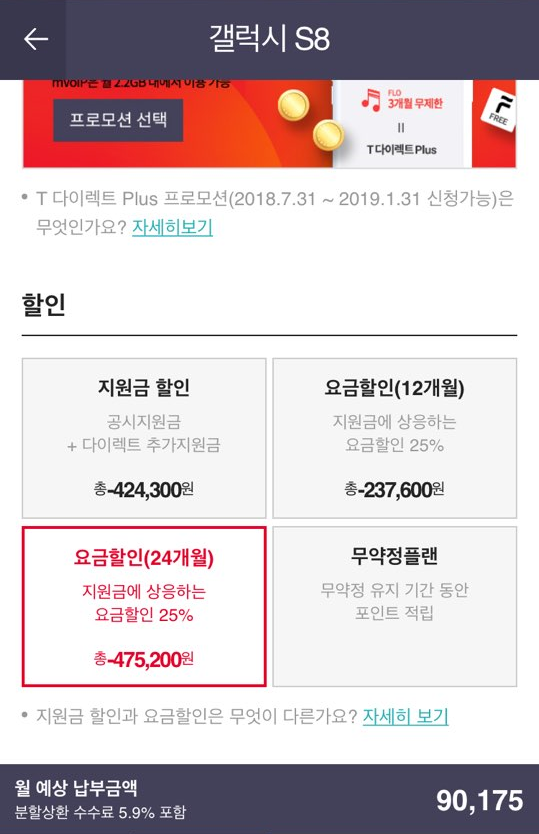 갤럭시 S8
mVoIP은 월 2.2GB 내에서 이용 가능
프로모션 선택
FLO
3개월 무제한
=
T다이렉트Plus
F
FREE
• T 다이렉트 Plus 프로모션(2018.7.31 ~ 2019.1.31 신청가능)은
무엇인가요? 자세히보기
할인
지원금 할인
공시지원금
+ 다이렉트 추가지원금
총-424,300원
요금할인(12개월)
지원금에 상응하는
요금할인 25%
총-237,600원
요금할인(24개월)
지원금에 상응하는
요금할인 25%
총-475,200원
무약정플랜
무약정 유지 기간 동안
포인트 적립
• 지원금 할인과 요금할인은 무엇이 다른가요? 자세히 보기
월 예상 납부금액
분할상환 수수료 5.9% 포함
90,175